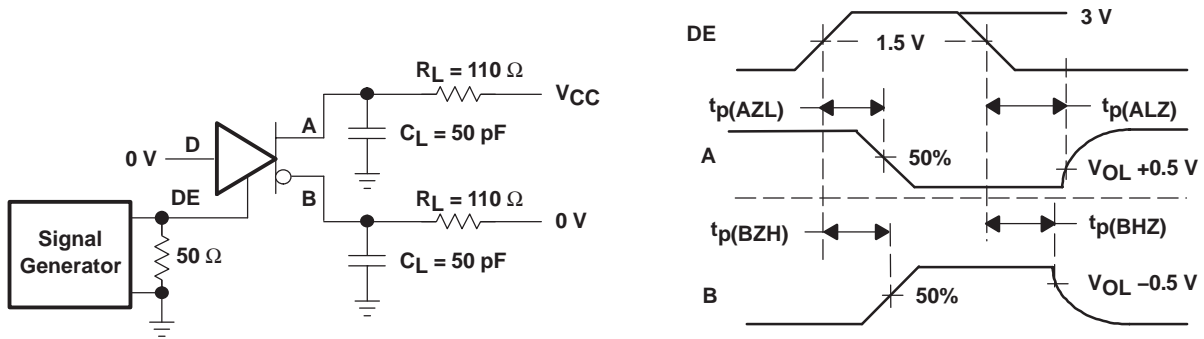 RL = 110 Ω
VCC
A
CL = 50 pF
D
0 V
DE
B
RL = 110 Ω
0 V
CL = 50 pF
Signal
Generator
50 Ω
3 V
DE
1.5 V
tp(AZL)
tp(ALZ)
A
50%
VOL +0.5 V
tp(BZH)
tp(BHZ)
B
50%
VOL –0.5 V